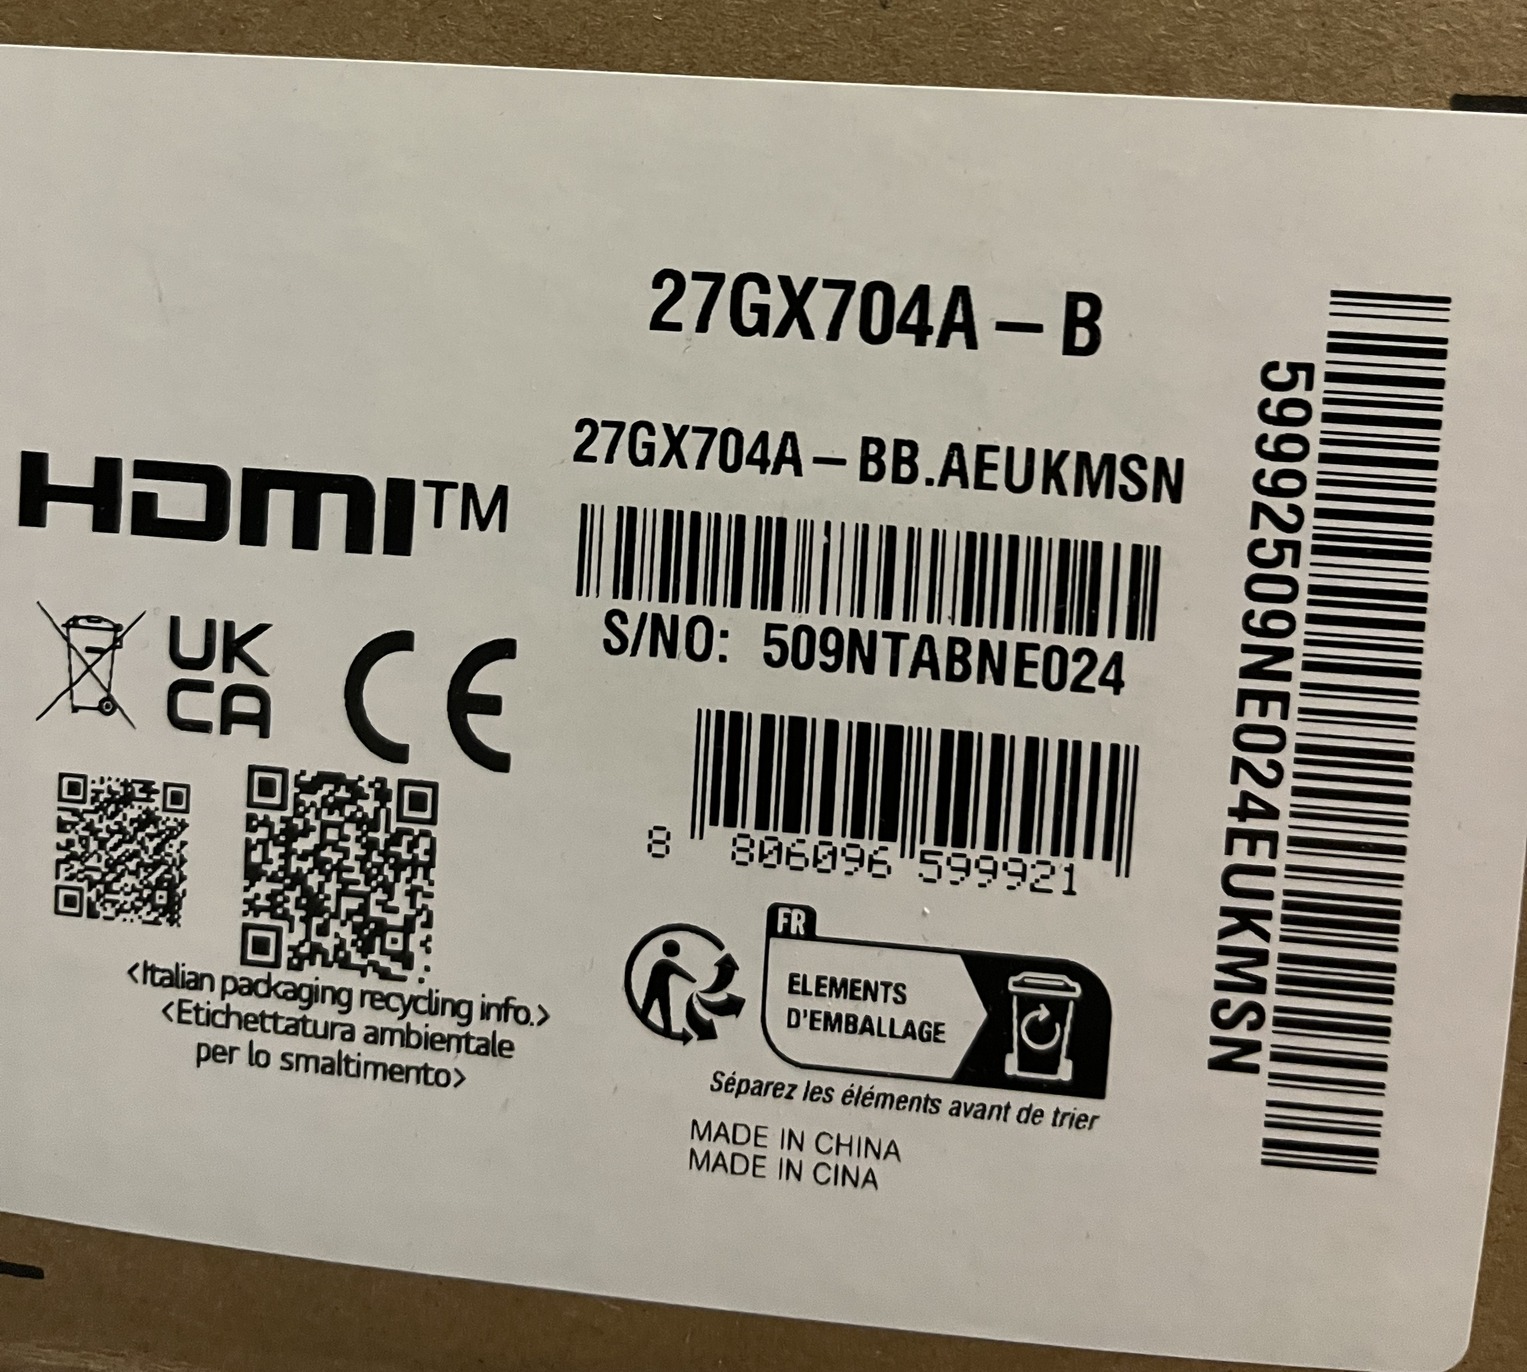 27GX704A – B
27GX704A – BB.AEUKMSN
HDMI™
S/NO: 509NTABNE024
UK
CA
CE
8 806096 599921
59992509NE024EUKMSN
<Italian packaging recycling info.>
<Etichettatura ambientale
per lo smaltimento>
FR
ELEMENTS
D'EMBALLAGE
Séparez les éléments avant de trier
MADE IN CHINA
MADE IN CINA